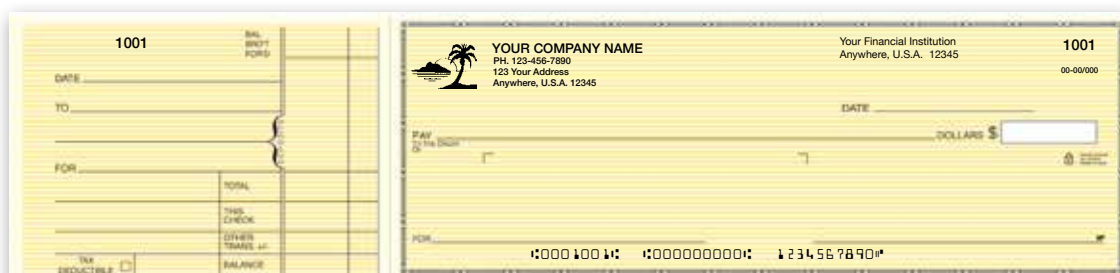 1001
BAL
BRO'T
FOR'D
DATE
TO
DEPOSITS
FOR
TOTAL
THIS
CHECK
OTHER
TRANS. +/-
TAX
DEDUCTIBLE
BALANCE
YOUR COMPANY NAME
PH. 123-456-7890
123 Your Address
Anywhere, U.S.A. 12345
Your Financial Institution
Anywhere, U.S.A. 12345
1001
00-00/000
DATE
PAY
To the Order
Of
DOLLARS $
FOR
⑆000100⑈⑆ ⑆000000000⑆ 1234567890⑈